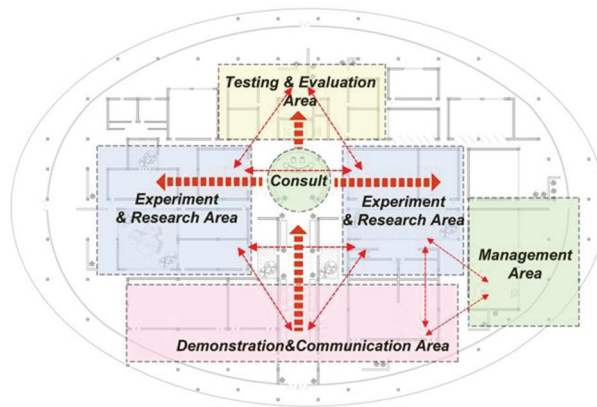 Testing & Evaluation
Area
Consult
Experiment
& Research Area
Experiment
& Research Area
Management
Area
Demonstration&Communication Area